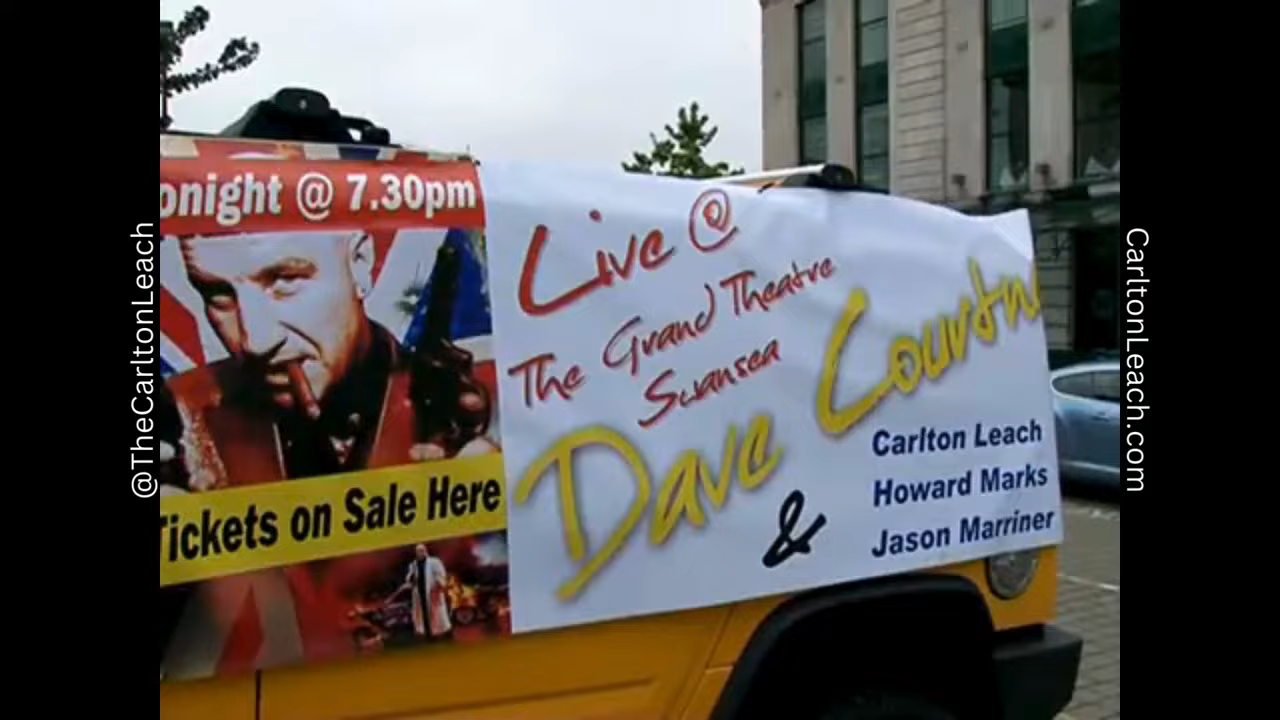 @TheCarltonLeach
onight @ 7.30pm
Tickets on Sale Here
Live @
The Grand Theatre
Swansea
Dave Courtn
&
Carlton Leach
Howard Marks
Jason Marriner
CarltonLeach.com